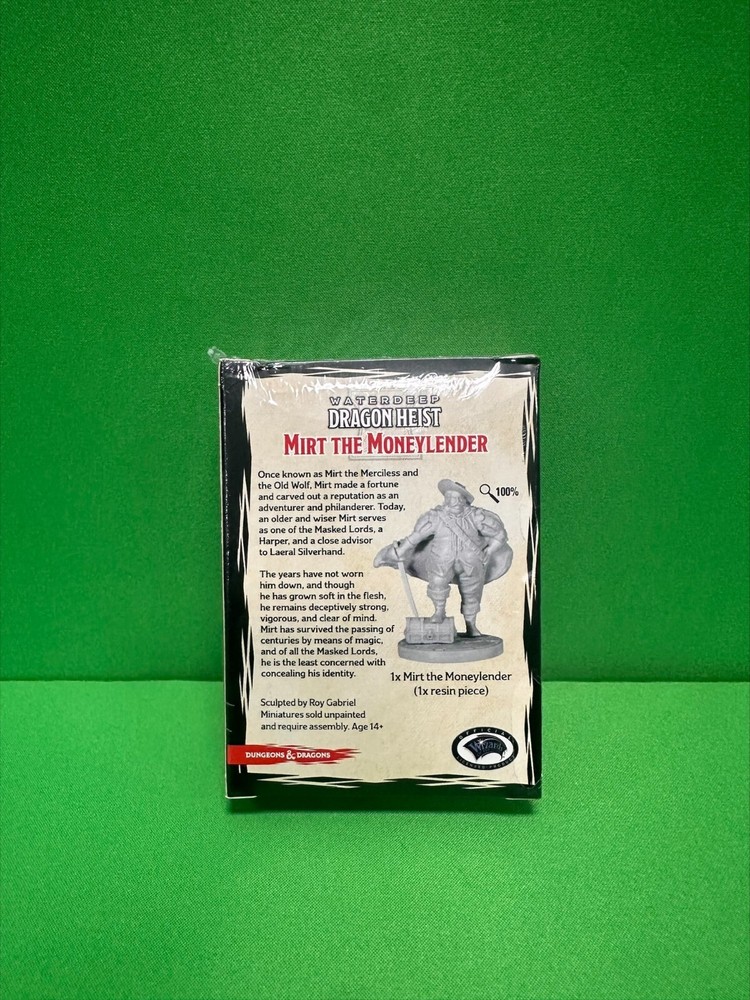 WATERDEEP
DRAGON HEIST
MIRT THE MONEYLENDER
Once known as Mirt the Merciless and
the Old Wolf, Mirt made a fortune
and carved out a reputation as an
adventurer and philanderer. Today,
an older and wiser Mirt serves
as one of the Masked Lords, a
Harper, and a close advisor
to Laeral Silverhand.
100%
The years have not worn
him down, and though
he has grown soft in the flesh,
he remains deceptively strong,
vigorous, and clear of mind.
Mirt has survived the passing of
centuries by means of magic,
and of all the Masked Lords,
he is the least concerned with
concealing his identity.
1x Mirt the Moneylender
(1x resin piece)
Sculpted by Roy Gabriel
Miniatures sold unpainted
and require assembly. Age 14+
DUNGEONS & DRAGONS
OFFICIAL
Wizards